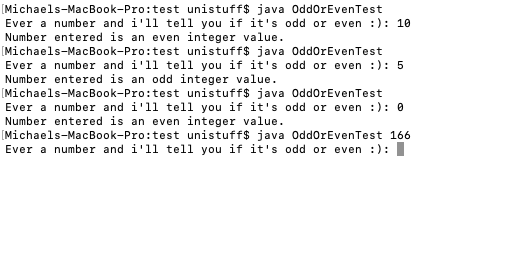 [Michaels-MacBook-Pro:test unistuff$ java OddOrEvenTest
Ever a number and i'll tell you if it's odd or even :): 10
Number entered is an even integer value.
[Michaels-MacBook-Pro:test unistuff$ java OddOrEvenTest
Ever a number and i'll tell you if it's odd or even :): 5
Number entered is an odd integer value.
[Michaels-MacBook-Pro:test unistuff$ java OddOrEvenTest
Ever a number and i'll tell you if it's odd or even :): 0
Number entered is an even integer value.
[Michaels-MacBook-Pro:test unistuff$ java OddOrEvenTest 166
Ever a number and i'll tell you if it's odd or even :):